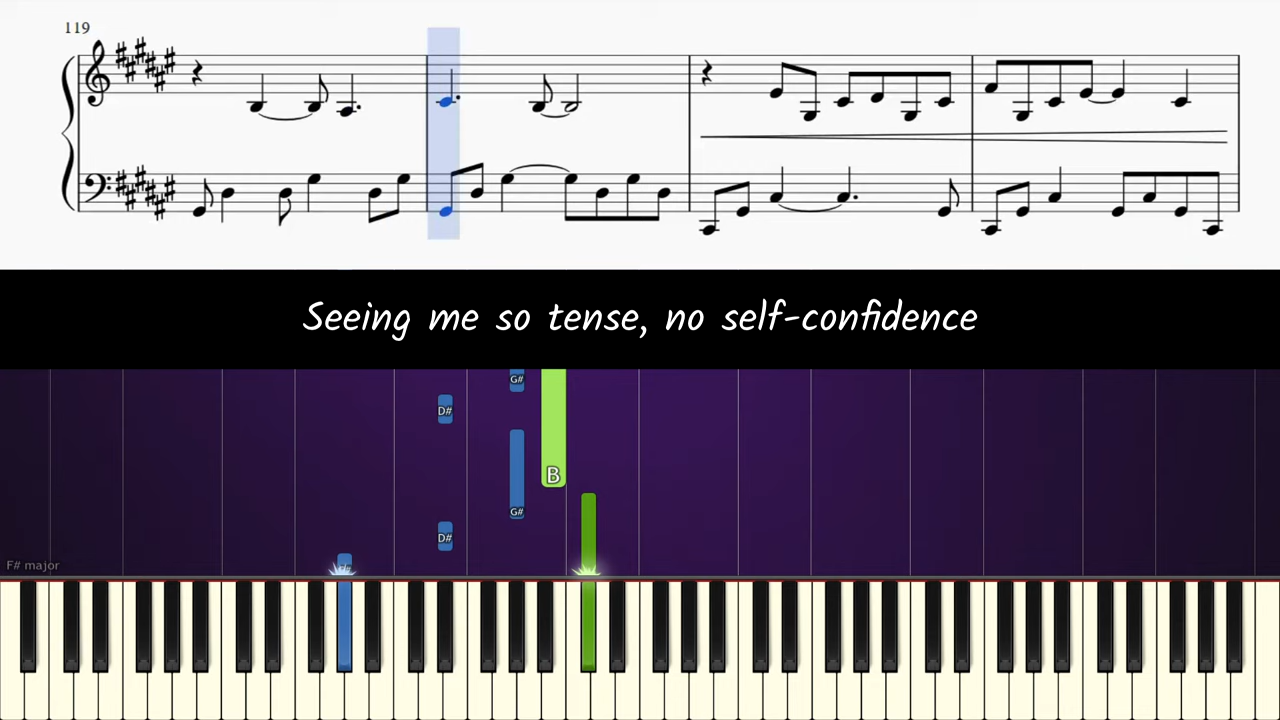 119
Seeing me so tense, no self-confidence
G#
D#
B
G#
D#
F# major